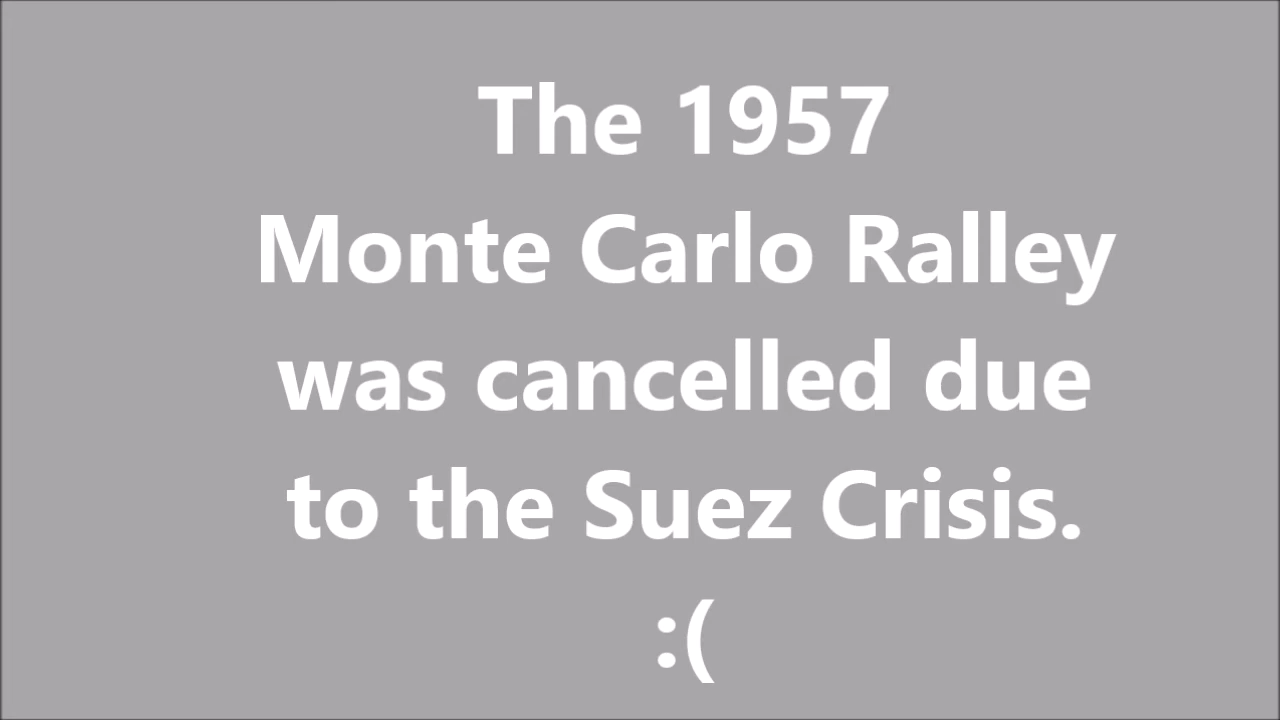 The 1957
Monte Carlo Ralley
was cancelled due
to the Suez Crisis.
:(